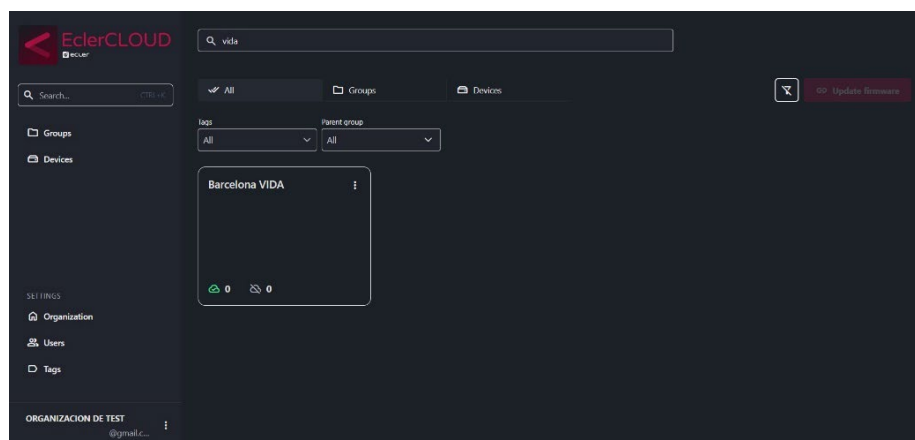 EclerCLOUD
ecler
Search... CTRL+K
Groups
Devices
SETTINGS
Organization
Users
Tags
ORGANIZACION DE TEST
@gmail.c...
vida
All
Groups
Devices
Update firmware
Tags
All
Parent group
All
Barcelona VIDA
0
0